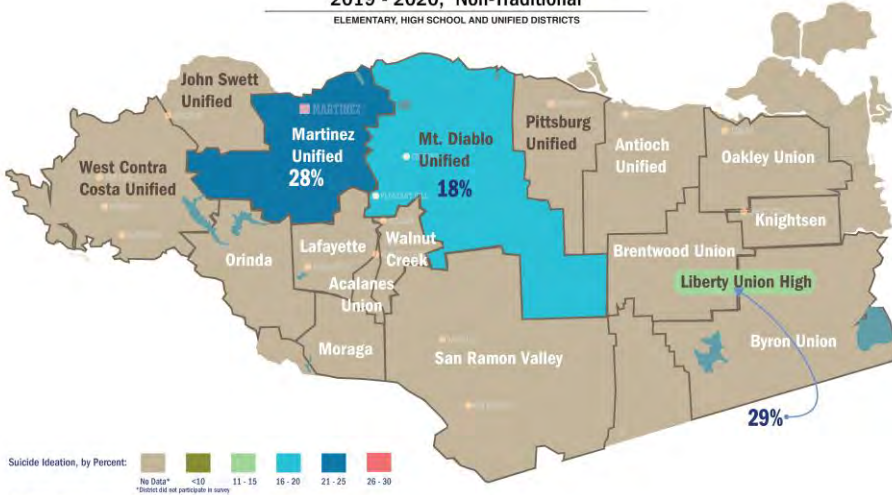 2019 - 2020, Non-Traditional
ELEMENTARY, HIGH SCHOOL AND UNIFIED DISTRICTS
John Swett
Unified
MARTINEZ
Martinez
Unified
28%
Mt. Diablo
Unified
18%
Pittsburg
Unified
Antioch
Unified
Oakley Union
West Contra
Costa Unified
PLEASANT HILL
Knightsen
Orinda
Lafayette
Walnut
Creek
Acalanes
Union
Brentwood Union
Liberty Union High
Moraga
San Ramon Valley
Byron Union
29%
Suicide Ideation, by Percent:
No Data*
<10
11 - 15
16 - 20
21 - 25
26 - 30
*District did not participate in survey